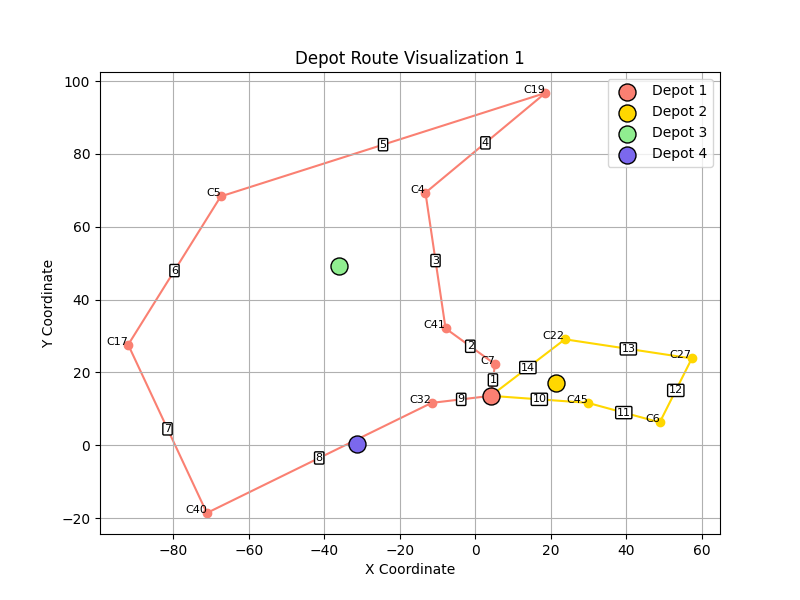 Depot Route Visualization 1
Depot 1
Depot 2
Depot 3
Depot 4
Y Coordinate
100
80
60
40
20
0
−20
C19
C4
C5
C41
C7
C17
C32
C40
C22
C27
C45
C6
1
2
3
4
5
6
7
8
9
10
11
12
13
14
−80
−60
−40
−20
0
20
40
60
X Coordinate